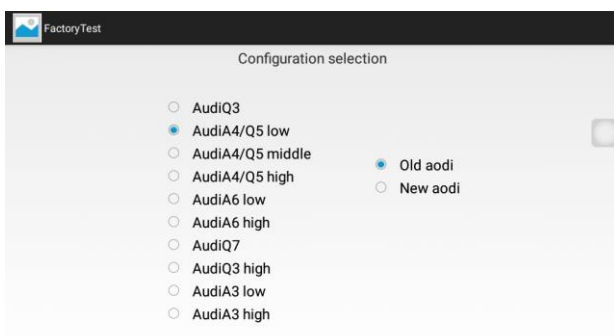 FactoryTest
Configuration selection
AudiQ3
AudiA4/Q5 low
AudiA4/Q5 middle
AudiA4/Q5 high
AudiA6 low
AudiA6 high
AudiQ7
AudiQ3 high
AudiA3 low
AudiA3 high
Old aodi
New aodi